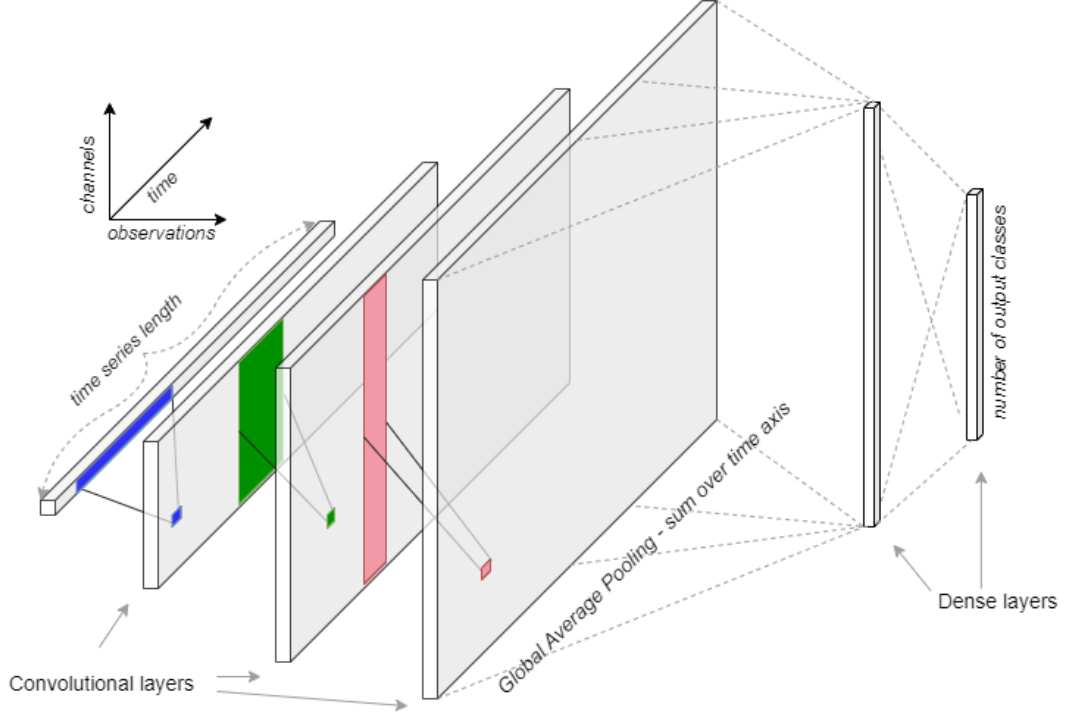 channels
time
observations
time series length
number of output classes
Global Average Pooling - sum over time axis
Dense layers
Convolutional layers